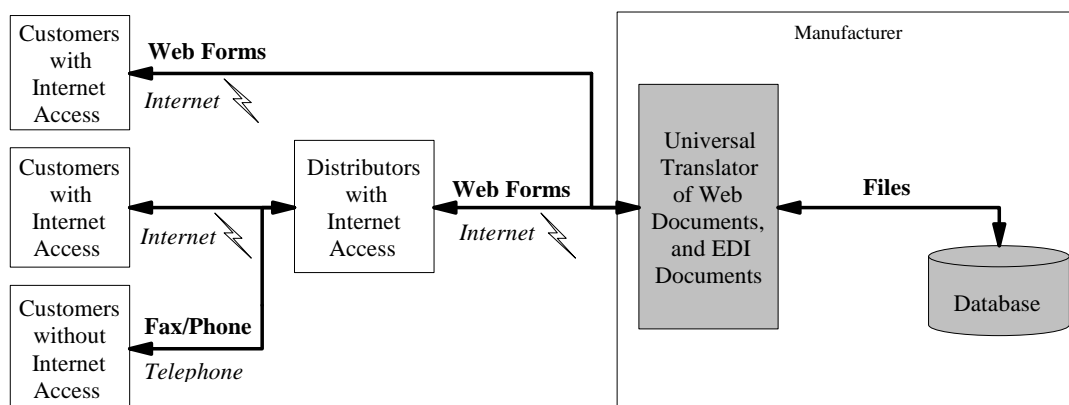 Manufacturer
Customers
with
Internet
Access
Web Forms
Internet
Customers
with
Internet
Access
Internet
Distributors
with
Internet
Access
Web Forms
Internet
Universal
Translator
of Web
Documents,
and EDI
Documents
Files
Database
Customers
without
Internet
Access
Fax/Phone
Telephone